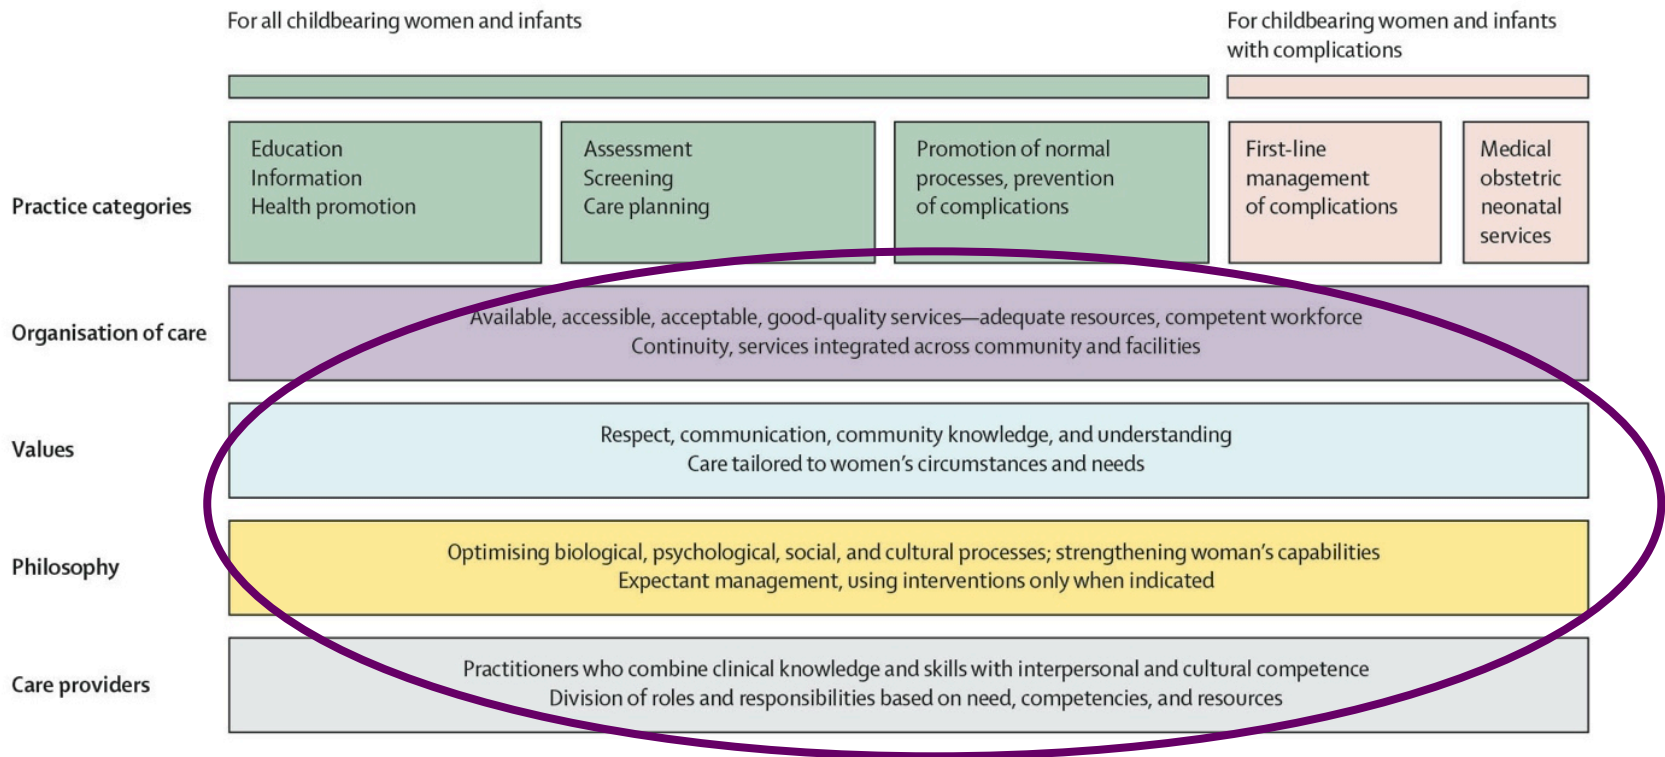 For all childbearing women and infants
For childbearing women and infants
with complications
Practice categories
Education
Information
Health promotion
Assessment
Screening
Care planning
Promotion of normal
processes, prevention
of complications
First-line
management
of complications
Medical
obstetric
neonatal
services
Organisation of care
Available, accessible, acceptable, good-quality services—adequate resources, competent workforce
Continuity, services integrated across community and facilities
Values
Respect, communication, community knowledge, and understanding
Care tailored to women's circumstances and needs
Philosophy
Optimising biological, psychological, social, and cultural processes; strengthening woman's capabilities
Expectant management, using interventions only when indicated
Care providers
Practitioners who combine clinical knowledge and skills with interpersonal and cultural competence
Division of roles and responsibilities based on need, competencies, and resources